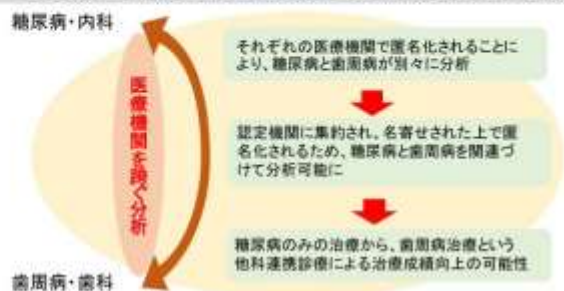 糖尿病・内科
医療機関を跨ぐ分析
歯周病・歯科
それぞれの医療機関で匿名化されることに
より、糖尿病と歯周病が別々に分析
認定機関に集約され、名寄せされた上で匿
名化されるため、糖尿病と歯周病を関連づ
けて分析可能に
糖尿病のみの治療から、歯周病治療という
他科連携診療による治療成績向上の可能性